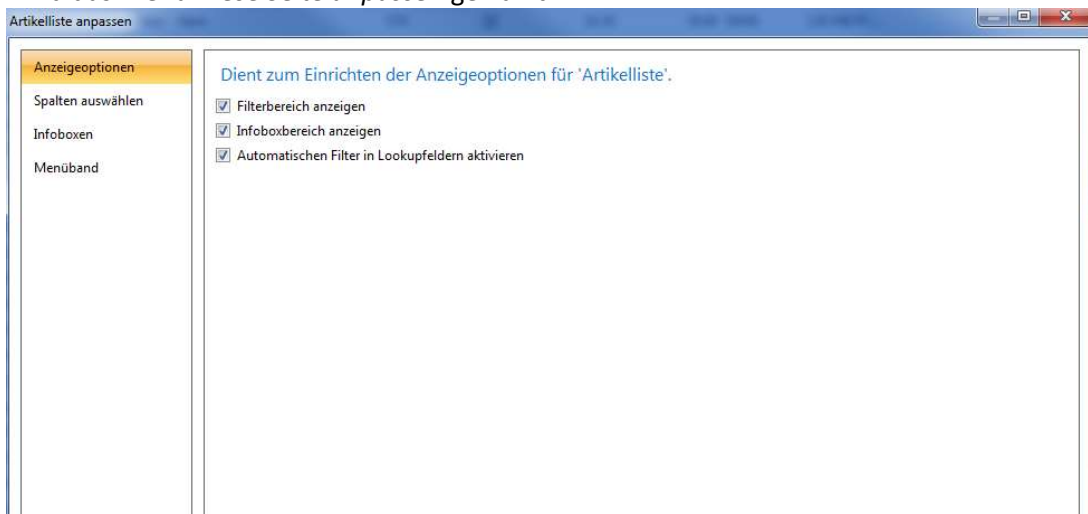 Artikelliste anpassen
Anzeigeoptionen
Spalten auswählen
Infoboxen
Menüband
Dient zum Einrichten der Anzeigeoptionen für 'Artikelliste'.
Filterbereich anzeigen
Infoboxbereich anzeigen
Automatischen Filter in Lookupfeldern aktivieren